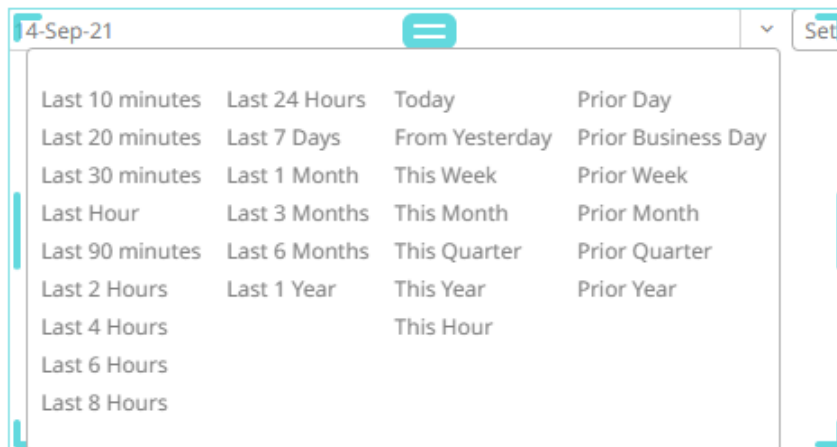 14-Sep-21
Set
Last 10 minutes Last 24 Hours Today Prior Day
Last 20 minutes Last 7 Days From Yesterday Prior Business Day
Last 30 minutes Last 1 Month This Week Prior Week
Last Hour Last 3 Months This Month Prior Month
Last 90 minutes Last 6 Months This Quarter Prior Quarter
Last 2 Hours Last 1 Year This Year Prior Year
Last 4 Hours This Hour
Last 6 Hours
Last 8 Hours